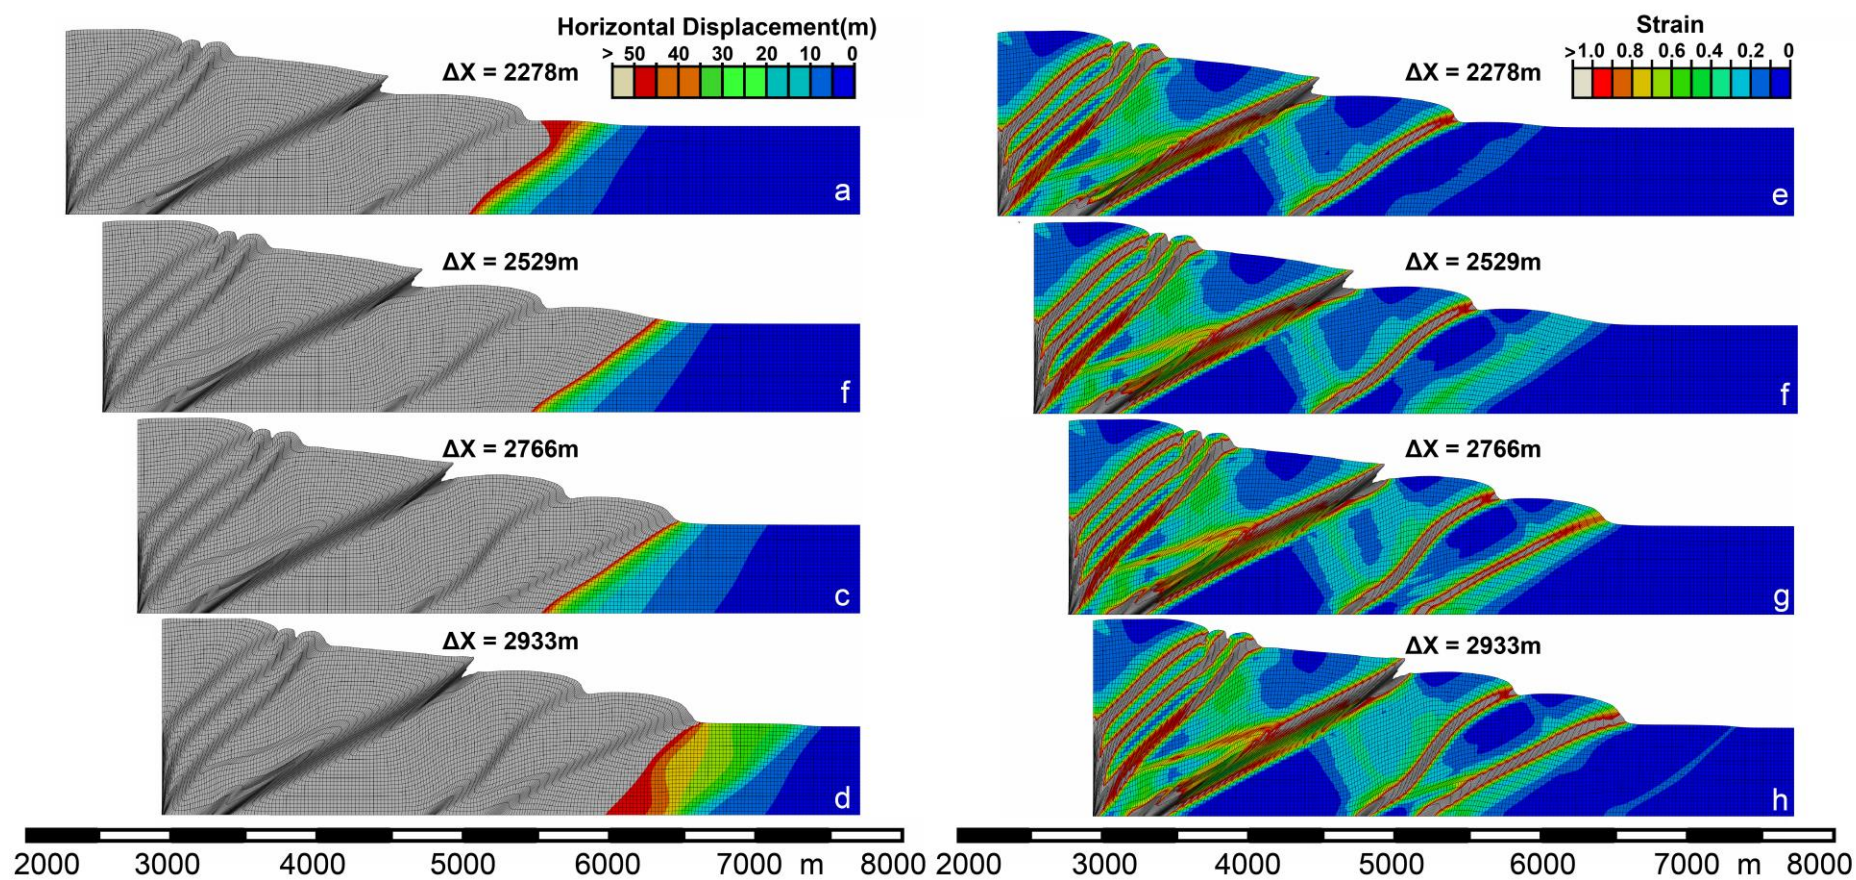 Horizontal Displacement(m)
> 50 40 30 20 10 0
ΔX = 2278m
a
ΔX = 2529m
f
ΔX = 2766m
c
ΔX = 2933m
d
2000 3000 4000 5000 6000 7000 m 8000
Strain
>1.0 0.8 0.6 0.4 0.2 0
ΔX = 2278m
e
ΔX = 2529m
f
ΔX = 2766m
g
ΔX = 2933m
h
2000 3000 4000 5000 6000 7000 m 8000